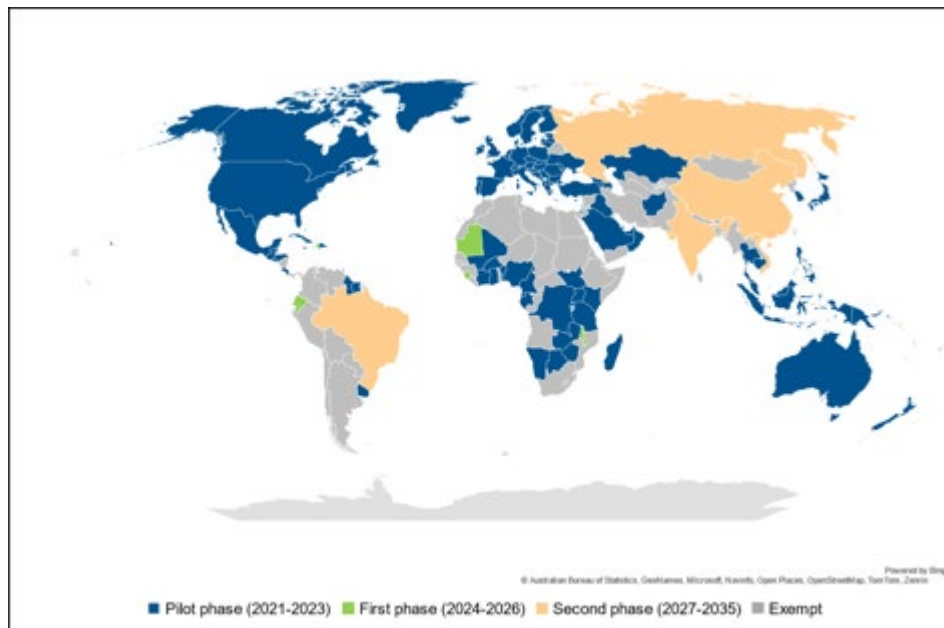 Powered by Bing
© Australian Bureau of Statistics, GeoNames, Microsoft, Navinfo, Open Places, OpenStreetMap, TomTom, Zenrin
Pilot phase (2021-2023) First phase (2024-2026) Second phase (2027-2035) Exempt